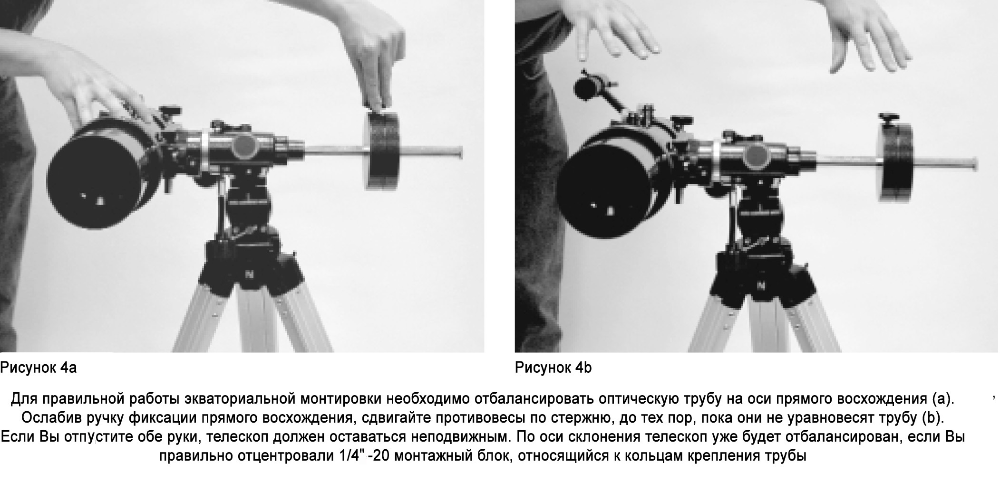 N
N
Рисунок 4а
Рисунок 4b
Для правильной работы экваториальной монтировки необходимо отбалансировать оптическую трубу на оси прямого восхождения (а).
Ослабив ручку фиксации прямого восхождения, сдвигайте противовесы по стержню, до тех пор, пока они не уравновесят трубу (b).
Если Вы отпустите обе руки, телескоп должен оставаться неподвижным. По оси склонения телескоп уже будет отбалансирован, если Вы
правильно отцентровали 1/4" -20 монтажный блок, относящийся к кольцам крепления трубы